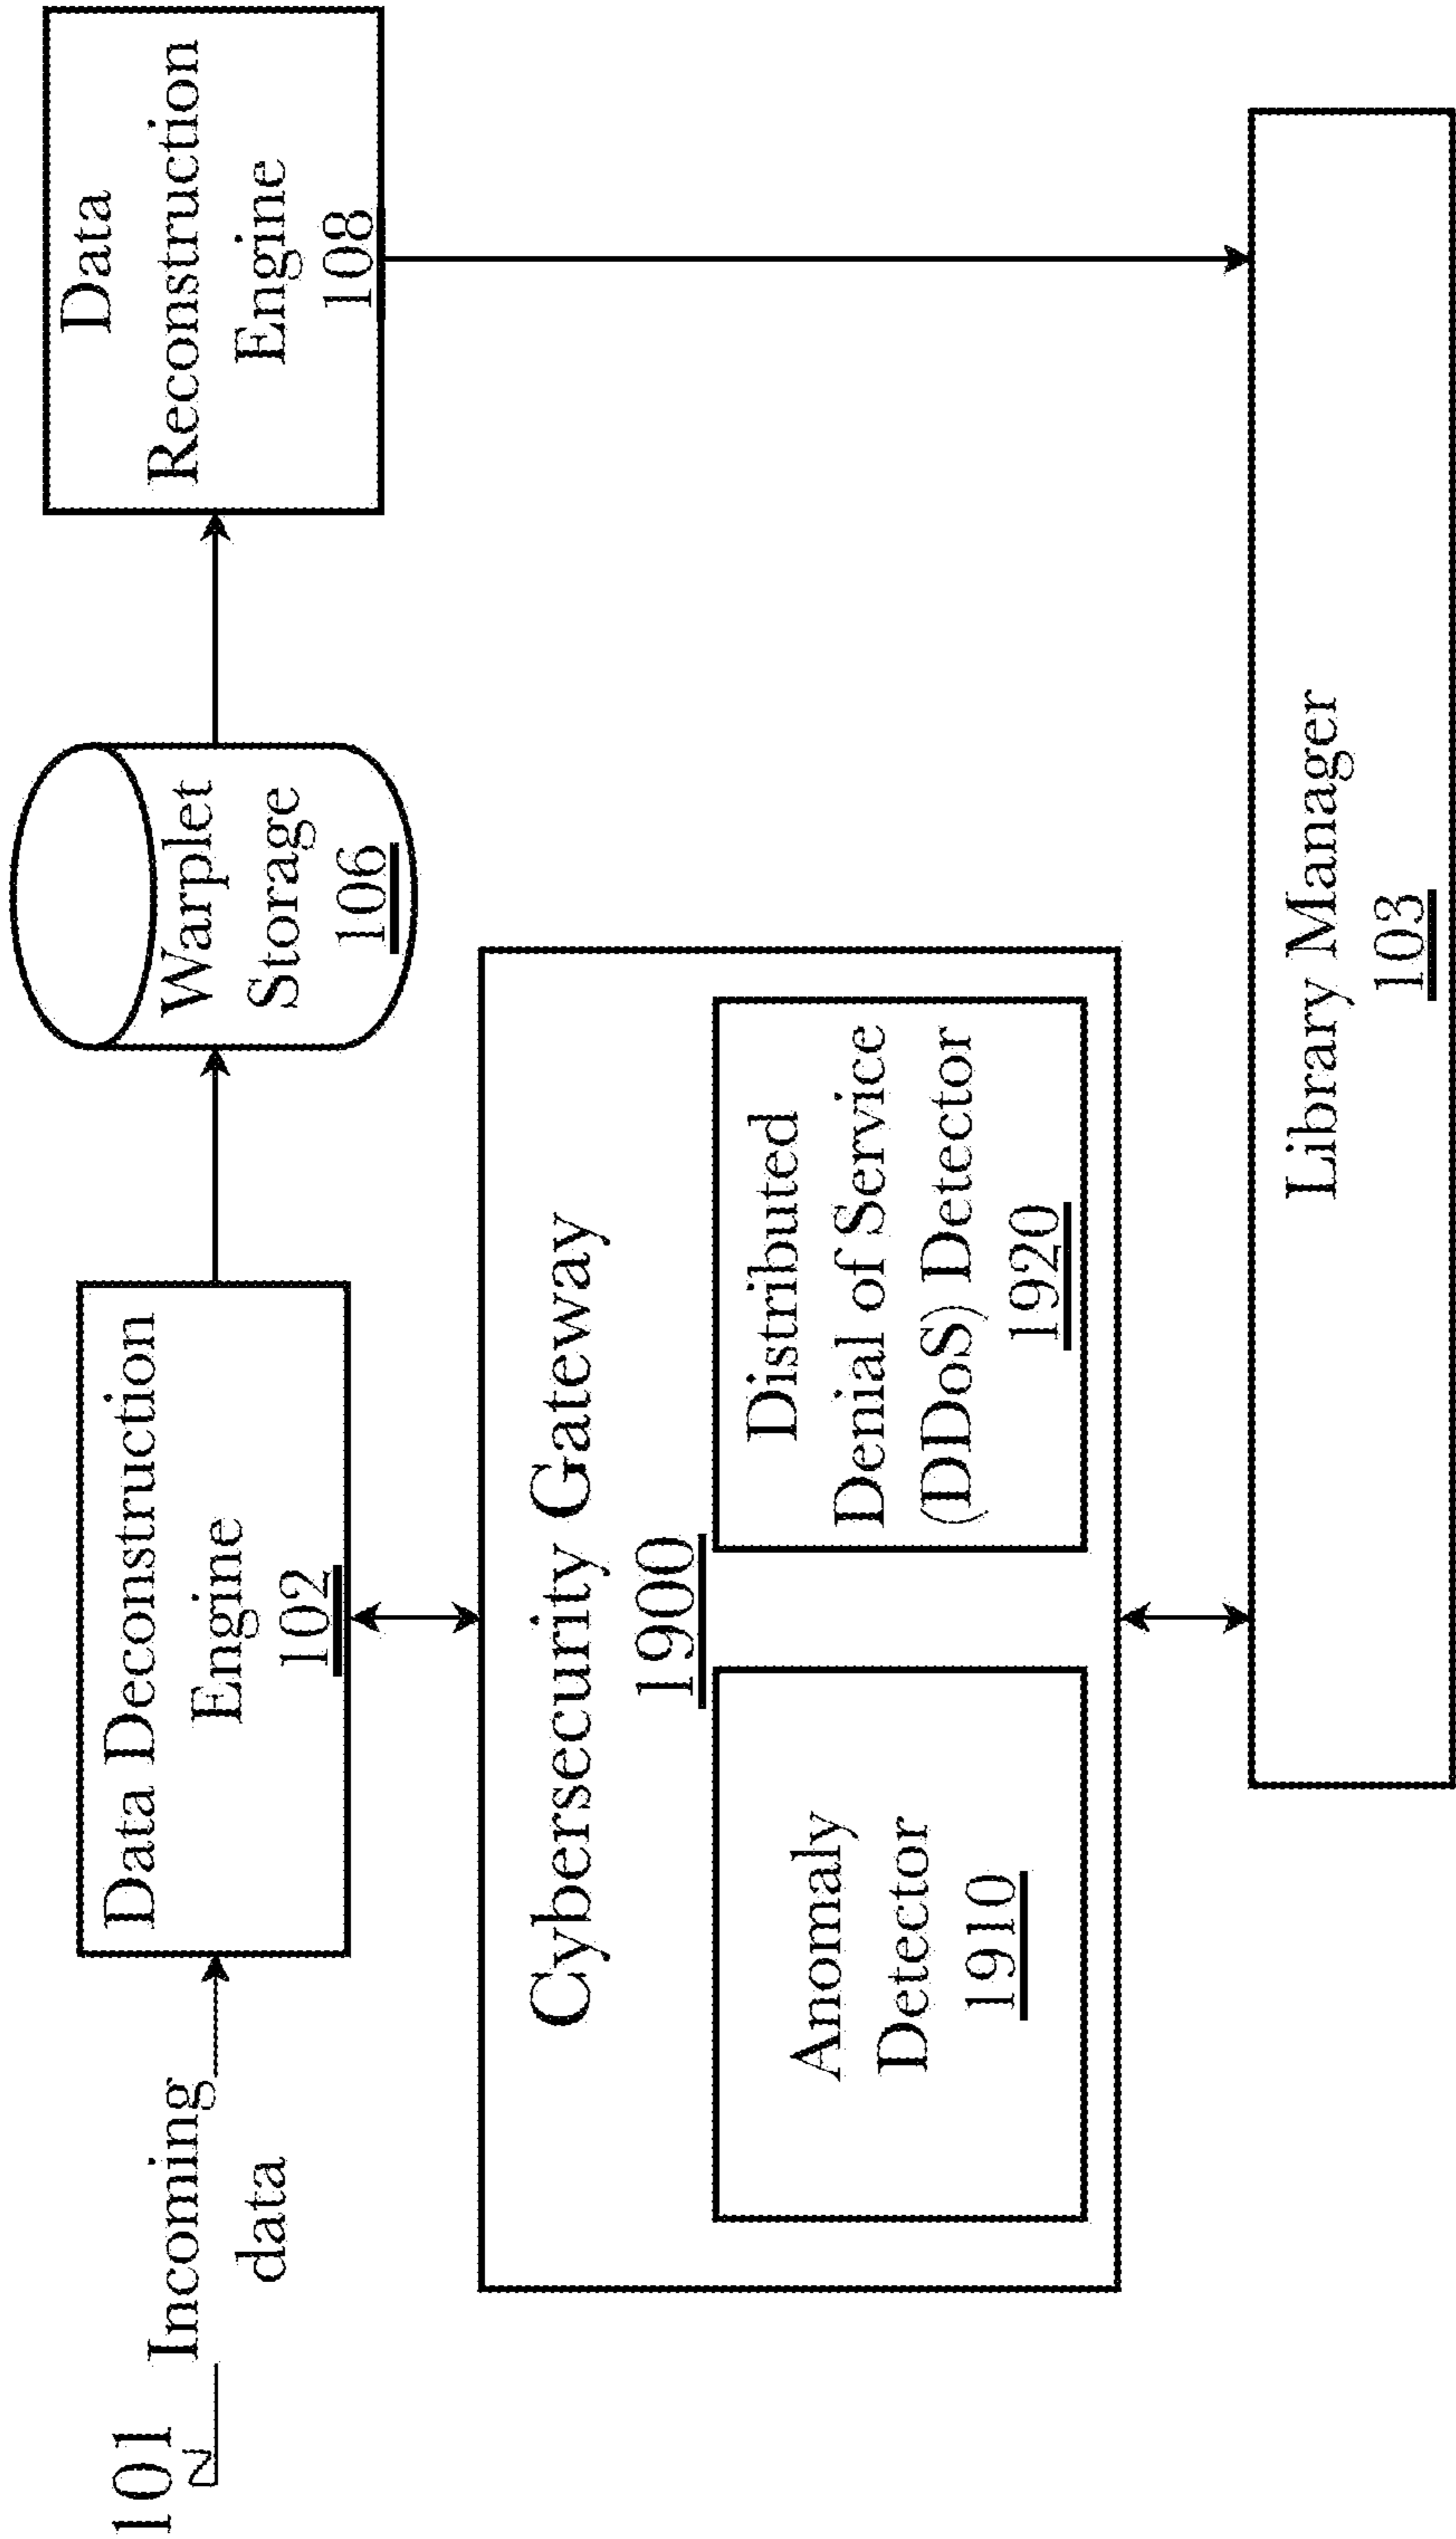 101
Incoming
data
Data Deconstruction
Engine
102
Warplet
Storage
106
Data
Reconstruction
Engine
108
Cybersecurity Gateway
1900
Anomaly
Detector
1910
Distributed
Denial of Service
(DDoS) Detector
1920
Library Manager
103